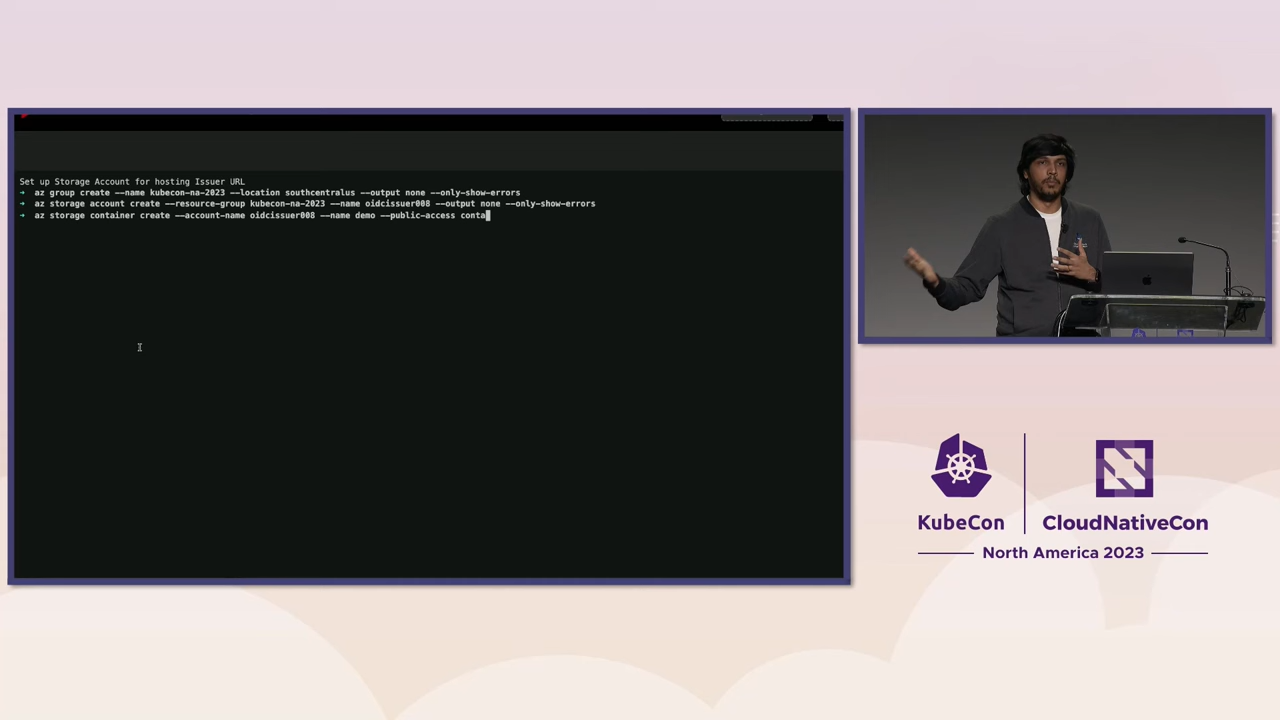 Set up Storage Account for hosting Issuer URL
➜ az group create --name kubecon-na-2023 --location southcentralus --output none --only-show-errors
➜ az storage account create --resource-group kubecon-na-2023 --name oidcissuer008 --output none --only-show-errors
➜ az storage container create --account-name oidcissuer008 --name demo --public-access conta
KubeCon
CloudNativeCon
North America 2023